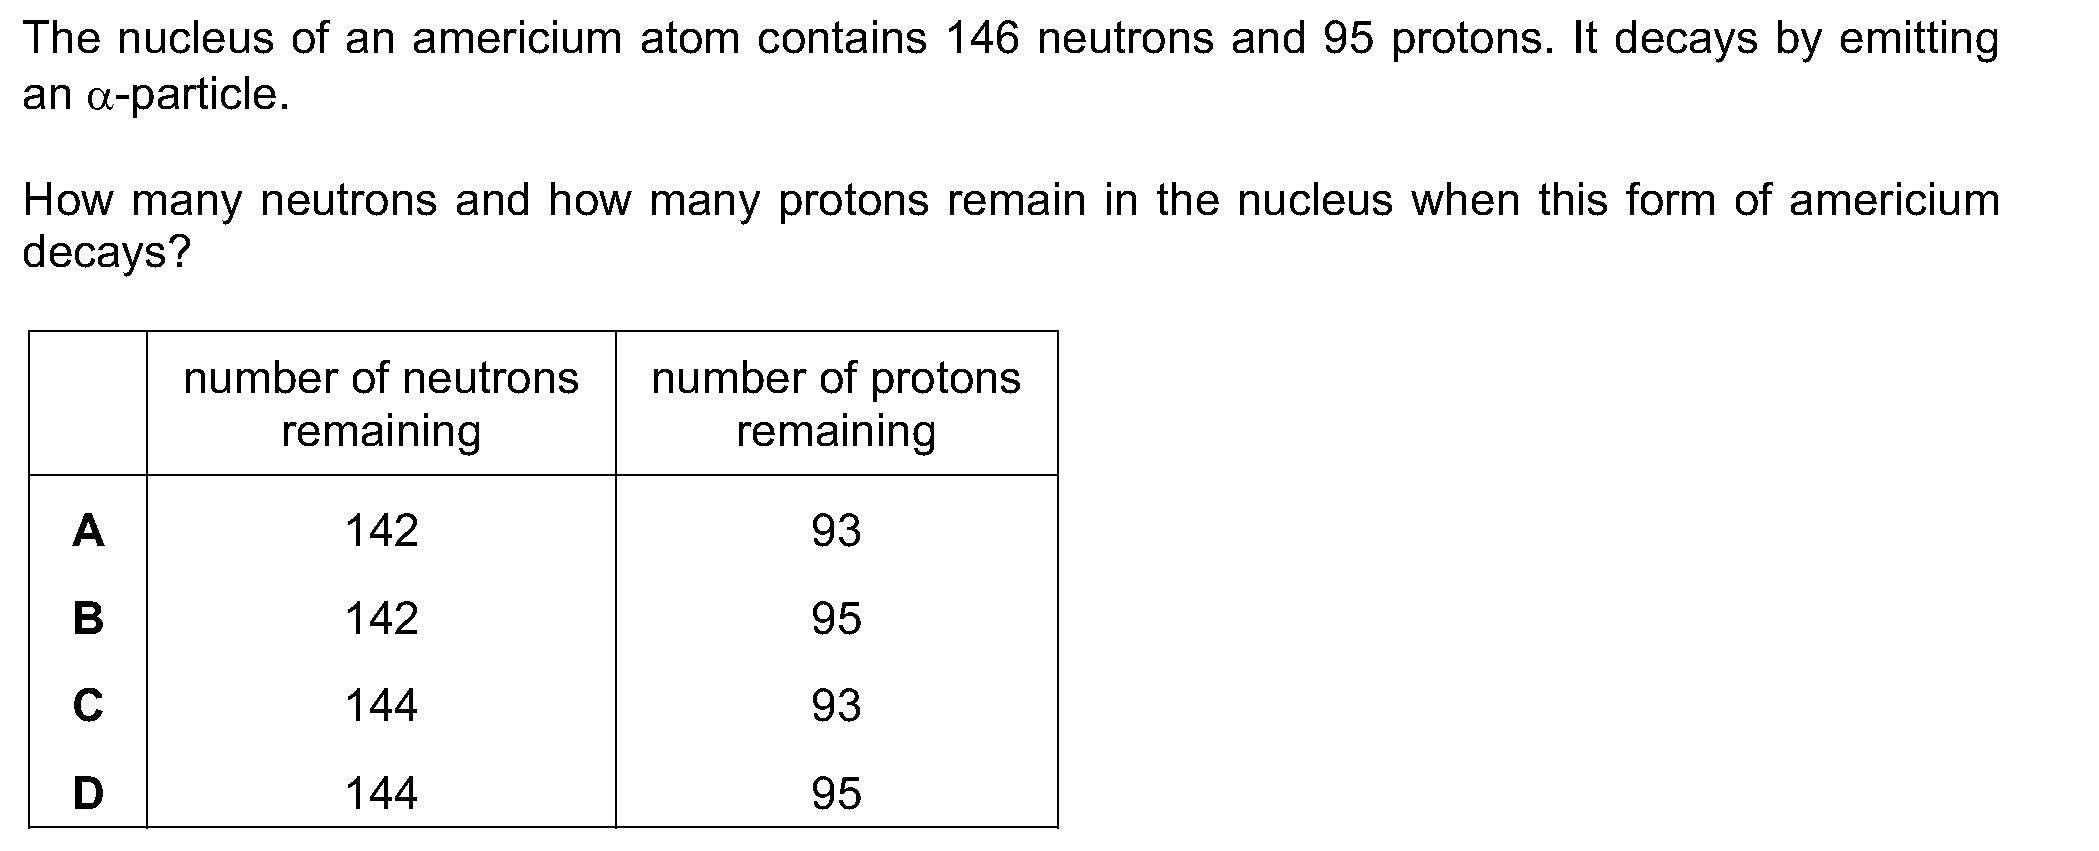 The nucleus of an americium atom contains 146 neutrons and 95 protons. It decays by emitting
an α-particle.
How many neutrons and how many protons remain in the nucleus when this form of americium
decays?
number of neutrons remaining number of protons remaining
A 142 93
B 142 95
C 144 93
D 144 95